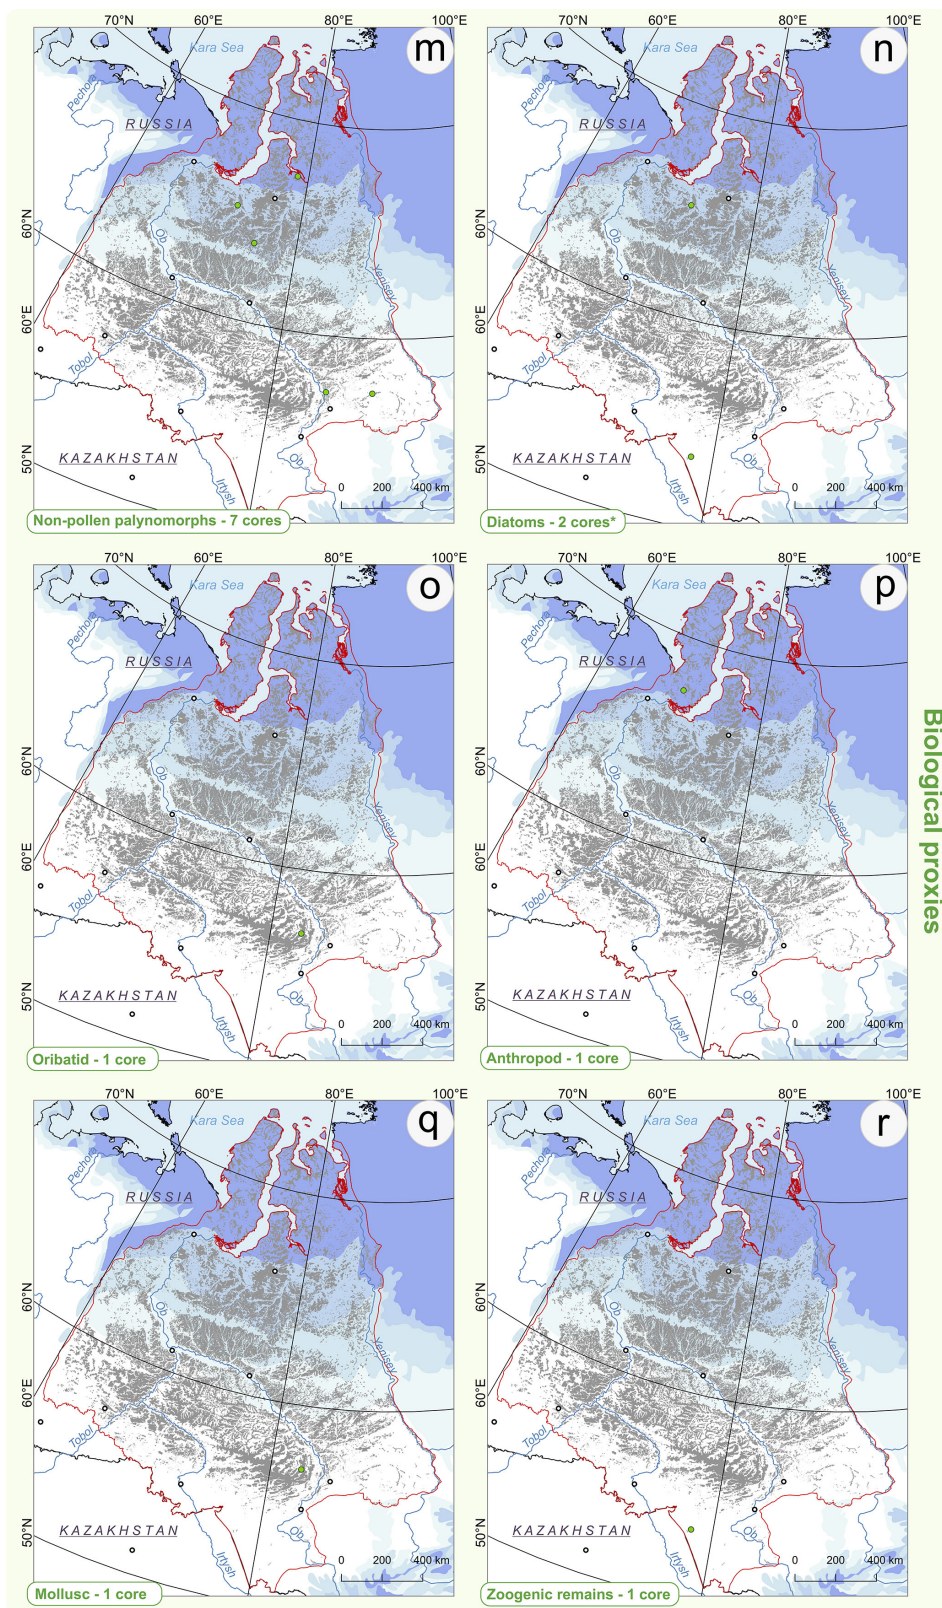 70°N 60°E 80°E 100°E
m
Kara Sea
Pechora
RUSSIA
60°N
Ob
Yenisey
60°E
Tobol
50°N
KAZAKHSTAN
Irtysh
Ob
0 200 400 km
Non-pollen palynomorphs - 7 cores
70°N 60°E 80°E 100°E
n
Kara Sea
Pechora
RUSSIA
60°N
Ob
Yenisey
60°E
Tobol
50°N
KAZAKHSTAN
Irtysh
Ob
0 200 400 km
Diatoms - 2 cores*
70°N 60°E 80°E 100°E
o
Kara Sea
Pechora
RUSSIA
60°N
Ob
Yenisey
60°E
Tobol
50°N
KAZAKHSTAN
Irtysh
Ob
0 200 400 km
Oribatid - 1 core
70°N 60°E 80°E 100°E
p
Kara Sea
Pechora
RUSSIA
60°N
Ob
Yenisey
60°E
Tobol
50°N
KAZAKHSTAN
Irtysh
Ob
0 200 400 km
Anthropod - 1 core
Biological proxies
70°N 60°E 80°E 100°E
q
Kara Sea
Pechora
RUSSIA
60°N
Ob
Yenisey
60°E
Tobol
50°N
KAZAKHSTAN
Irtysh
Ob
0 200 400 km
Mollusc - 1 core
70°N 60°E 80°E 100°E
r
Kara Sea
Pechora
RUSSIA
60°N
Ob
Yenisey
60°E
Tobol
50°N
KAZAKHSTAN
Irtysh
Ob
0 200 400 km
Zoogenic remains - 1 core